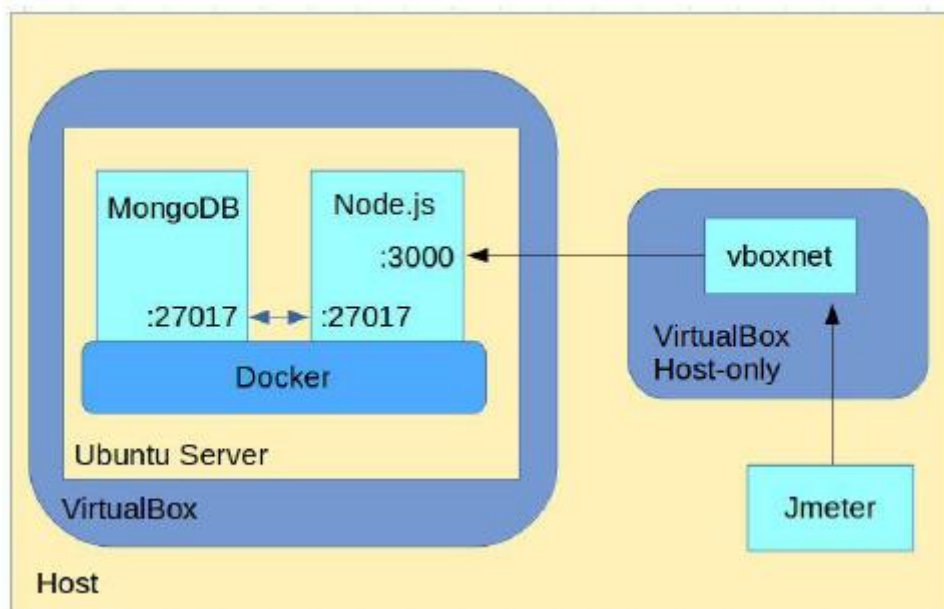 MongoDB
Node.js
:3000
:27017
:27017
Docker
Ubuntu Server
VirtualBox
Host
vboxnet
VirtualBox
Host-only
Jmeter